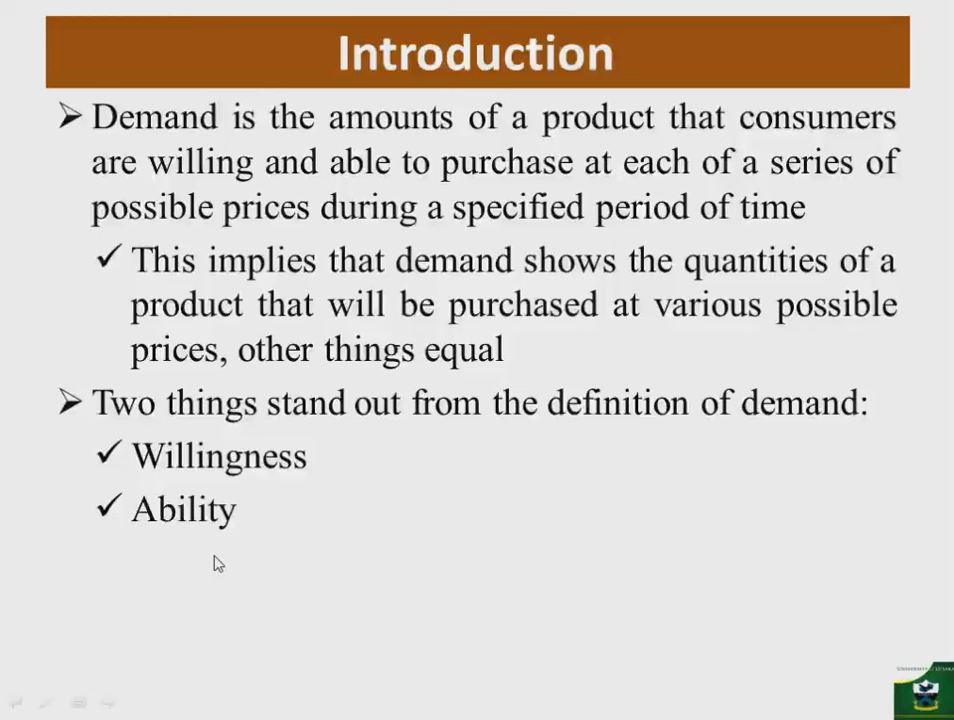 Introduction
Demand is the amounts of a product that consumers
are willing and able to purchase at each of a series of
possible prices during a specified period of time
This implies that demand shows the quantities of a
product that will be purchased at various possible
prices, other things equal
Two things stand out from the definition of demand:
Willingness
Ability